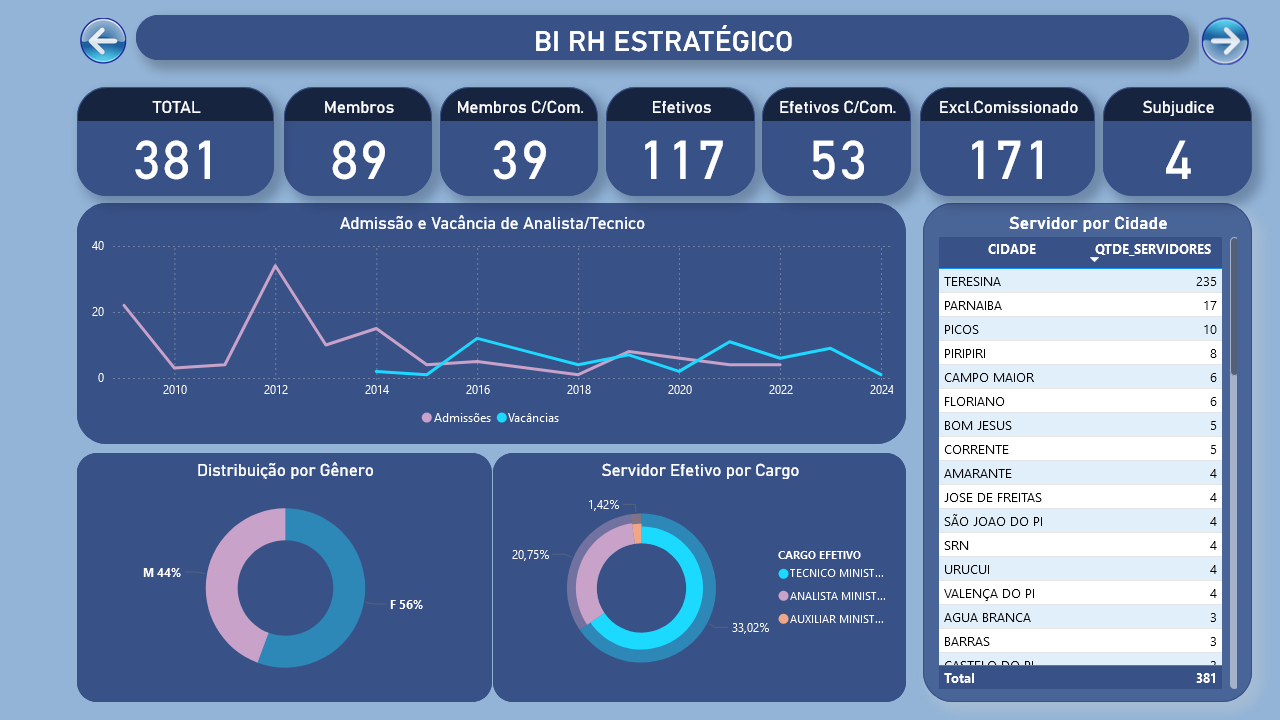 BI RH ESTRATÉGICO
TOTAL
381
Membros
89
Membros C/Com.
39
Efetivos
117
Efetivos C/Com.
53
Excl.Comissionado
171
Subjudice
4
Admissão e Vacância de Analista/Tecnico
40
20
0
2010 2012 2014 2016 2018 2020 2022 2024
Admissões Vacâncias
Distribuição por Gênero
M 44%
F 56%
Servidor Efetivo por Cargo
1,42%
20,75%
33,02%
CARGO EFETIVO
TECNICO MINIST...
ANALISTA MINIST...
AUXILIAR MINIST...
Servidor por Cidade
CIDADE QTDE_SERVIDORES
TERESINA 235
PARNAIBA 17
PICOS 10
PIRIPIRI 8
CAMPO MAIOR 6
FLORIANO 6
BOM JESUS 5
CORRENTE 5
AMARANTE 4
JOSE DE FREITAS 4
SÃO JOAO DO PI 4
SRN 4
URUCUI 4
VALENÇA DO PI 4
AGUA BRANCA 3
BARRAS 3
CASTELO DO PI
Total 381